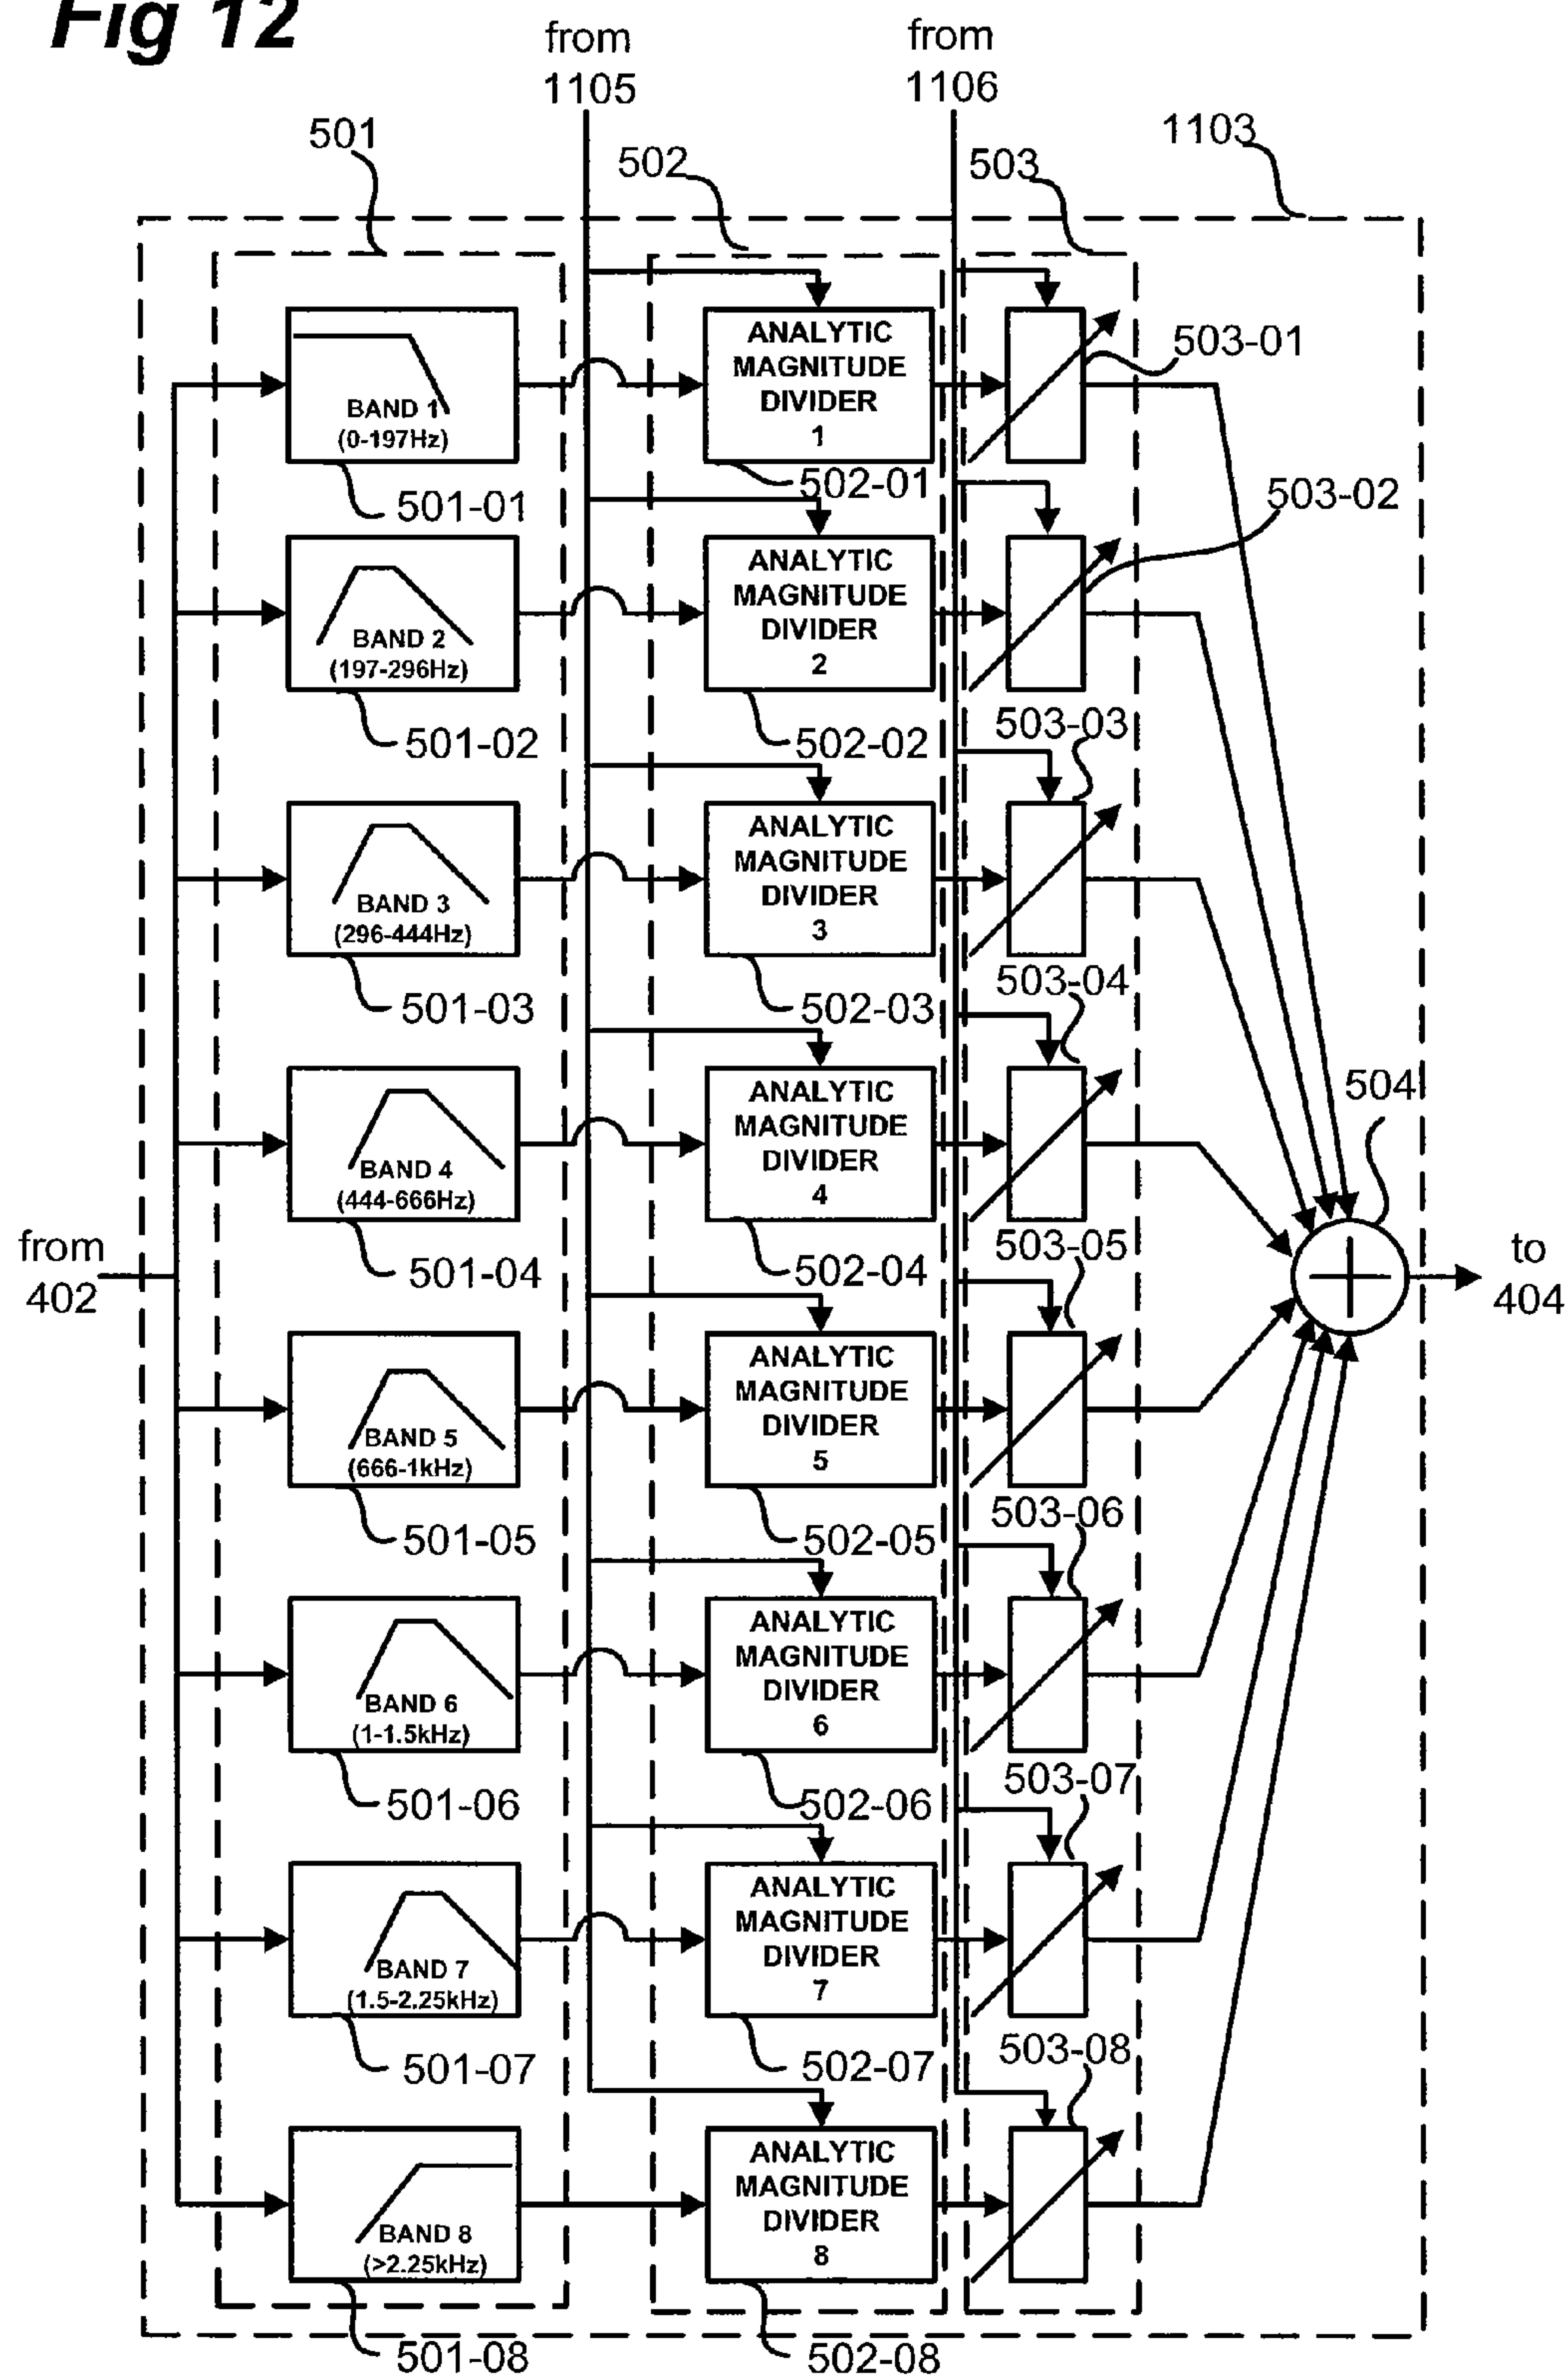 Fig 12
from
1105
from
1106
501
502
503
1103
BAND 1
(0-197Hz)
501-01
ANALYTIC
MAGNITUDE
DIVIDER
1
502-01
503-01
BAND 2
(197-296Hz)
501-02
ANALYTIC
MAGNITUDE
DIVIDER
2
502-02
503-02
BAND 3
(296-444Hz)
501-03
ANALYTIC
MAGNITUDE
DIVIDER
3
502-03
503-03
BAND 4
(444-666Hz)
501-04
ANALYTIC
MAGNITUDE
DIVIDER
4
502-04
503-04
504
from
402
to
404
BAND 5
(666-1kHz)
501-05
ANALYTIC
MAGNITUDE
DIVIDER
5
502-05
503-05
BAND 6
(1-1.5kHz)
501-06
ANALYTIC
MAGNITUDE
DIVIDER
6
502-06
503-06
BAND 7
(1.5-2.25kHz)
501-07
ANALYTIC
MAGNITUDE
DIVIDER
7
502-07
503-07
BAND 8
(>2.25kHz)
501-08
ANALYTIC
MAGNITUDE
DIVIDER
8
502-08
503-08